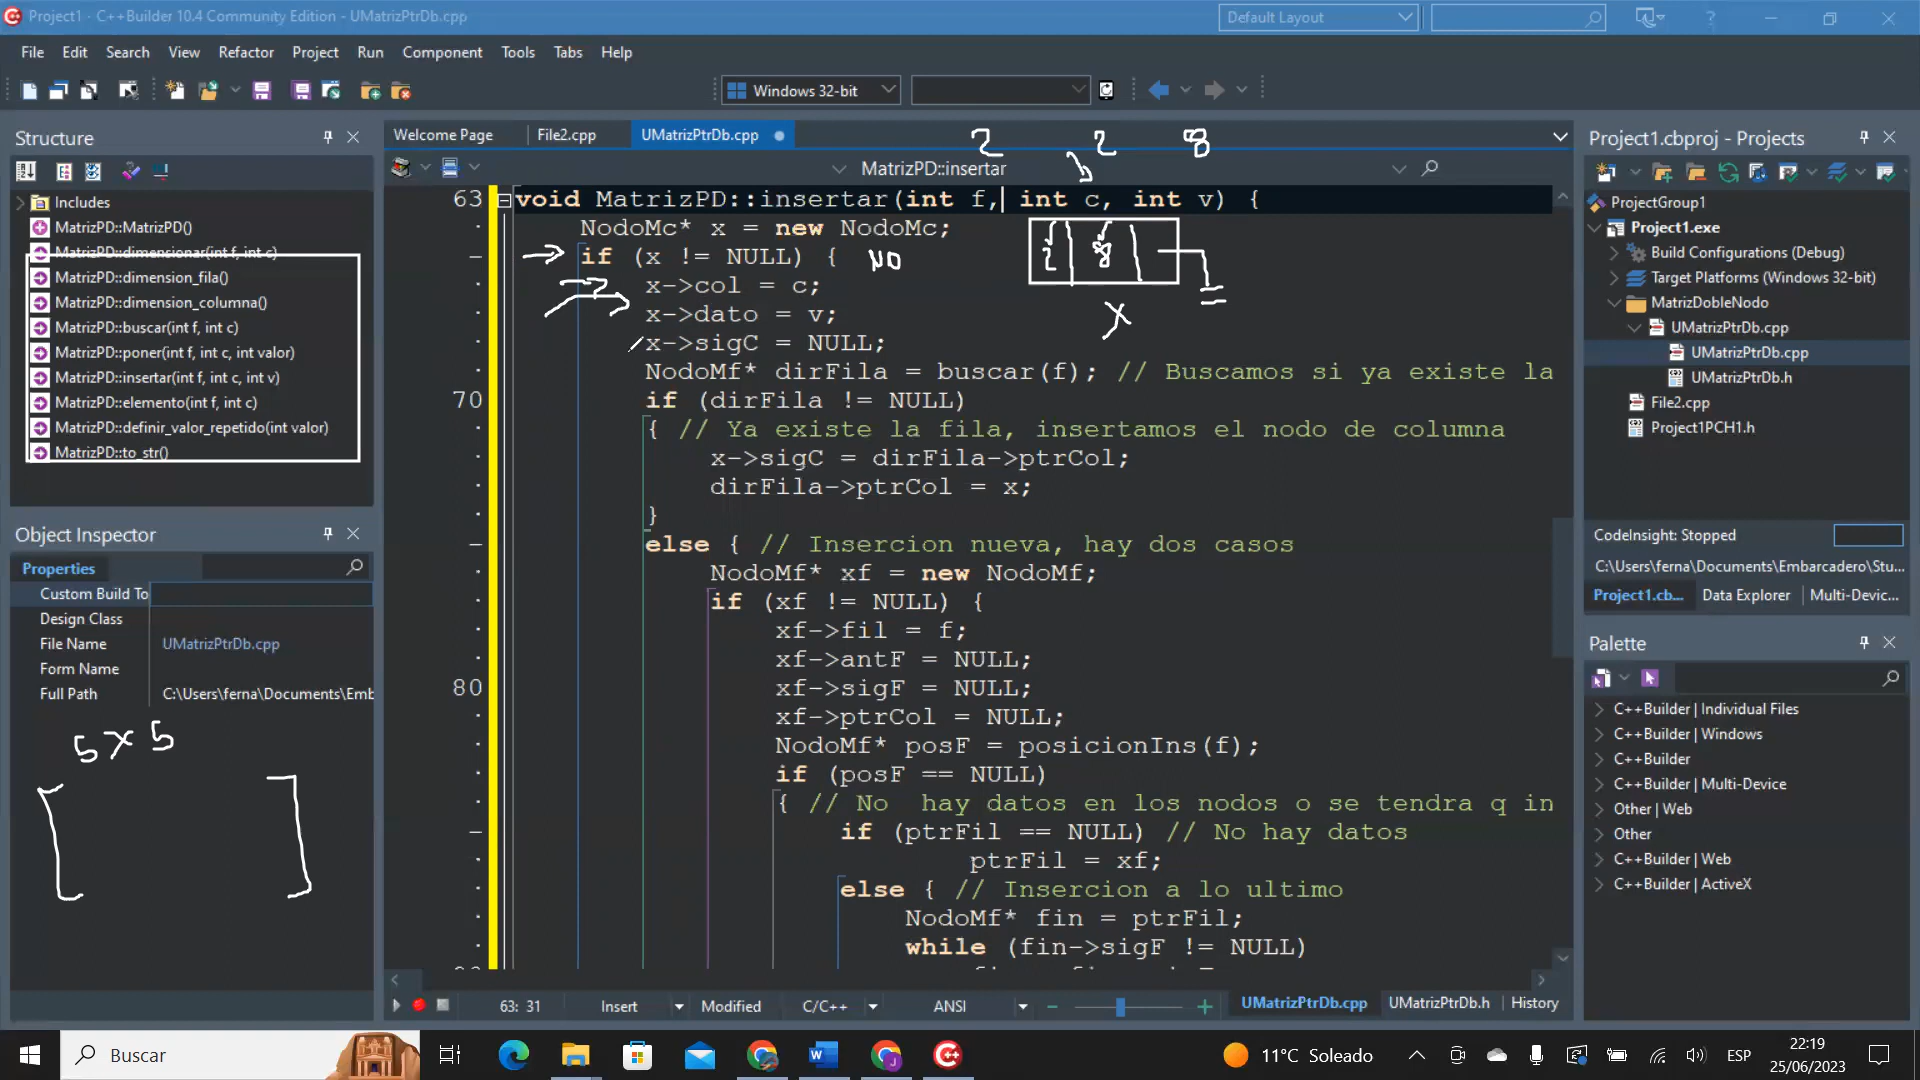 Project1 - C++Builder 10.4 Community Edition - UMatrizPtrDb.cpp
Default Layout
File Edit Search View Refactor Project Run Component Tools Tabs Help
Windows 32-bit
Structure
Includes
MatrizPD::MatrizPD()
MatrizPD::dimensionar(int f, int c)
MatrizPD::dimension_fila()
MatrizPD::dimension_columna()
MatrizPD::buscar(int f, int c)
MatrizPD::poner(int f, int c, int valor)
MatrizPD::insertar(int f, int c, int v)
MatrizPD::elemento(int f, int c)
MatrizPD::definir_valor_repetido(int valor)
MatrizPD::to_str()
Object Inspector
Properties
Custom Build To
Design Class
File Name UMatrizPtrDb.cpp
Form Name
Full Path C:\Users\ferna\Documents\Emb
5 x 5
Welcome Page File2.cpp UMatrizPtrDb.cpp
2 2 8
MatrizPD::insertar
63 void MatrizPD::insertar(int f, int c, int v) {
NodoMc* x = new NodoMc;
if (x != NULL) { NO
2 8
x->col = c;
x->dato = v; X
x->sigC = NULL;
NodoMf* dirFila = buscar(f); // Buscamos si ya existe la
70 if (dirFila != NULL)
{ // Ya existe la fila, insertamos el nodo de columna
x->sigC = dirFila->ptrCol;
dirFila->ptrCol = x;
}
else { // Insercion nueva, hay dos casos
NodoMf* xf = new NodoMf;
if (xf != NULL) {
xf->fil = f;
xf->antF = NULL;
80 xf->sigF = NULL;
xf->ptrCol = NULL;
NodoMf* posF = posicionIns(f);
if (posF == NULL)
{ // No hay datos en los nodos o se tendra q in
if (ptrFil == NULL) // No hay datos
ptrFil = xf;
else { // Insercion a lo ultimo
NodoMf* fin = ptrFil;
while (fin->sigF != NULL)
63: 31 Insert Modified C/C++ ANSI UMatrizPtrDb.cpp UMatrizPtrDb.h History
Project1.cbproj - Projects
ProjectGroup1
Project1.exe
Build Configurations (Debug)
Target Platforms (Windows 32-bit)
MatrizDobleNodo
UMatrizPtrDb.cpp
UMatrizPtrDb.cpp
UMatrizPtrDb.h
File2.cpp
Project1PCH1.h
CodeInsight: Stopped
C:\Users\ferna\Documents\Embarcadero\Stu...
Project1.cb... Data Explorer Multi-Devic...
Palette
C++Builder | Individual Files
C++Builder | Windows
C++Builder
C++Builder | Multi-Device
Other | Web
Other
C++Builder | Web
C++Builder | ActiveX
Buscar
11°C Soleado
ESP
22:19
25/06/2023